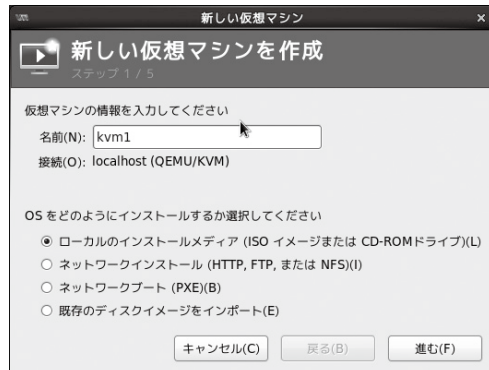 新しい仮想マシン
新しい仮想マシンを作成
ステップ 1 / 5
仮想マシンの情報を入力してください
名前(N): kvm1
接続(O): localhost (QEMU/KVM)
OS をどのようにインストールするか選択してください
ローカルのインストールメディア (ISO イメージまたは CD-ROMドライブ)(L)
ネットワークインストール (HTTP, FTP, または NFS)(I)
ネットワークブート (PXE)(B)
既存のディスクイメージをインポート(E)
キャンセル(C) 戻る(B) 進む(F)